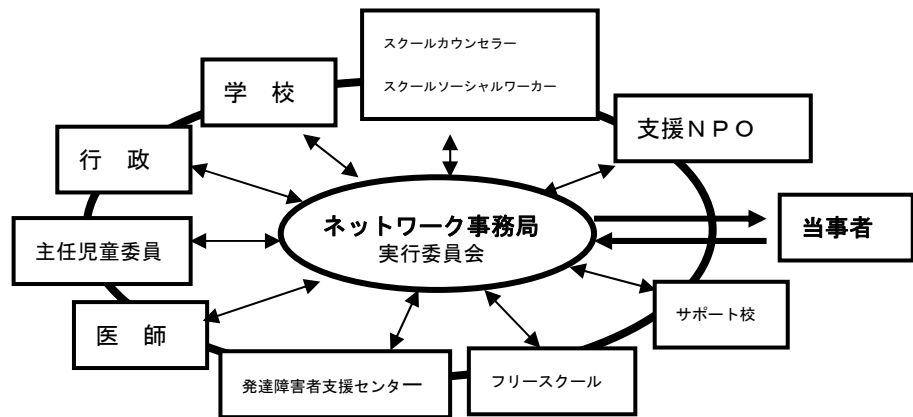 スクールカウンセラー
スクールソーシャルワーカー
学　校
支援ＮＰＯ
行　政
ネットワーク事務局
実行委員会
当事者
主任児童委員
医　師
サポート校
発達障害者支援センター
フリースクール